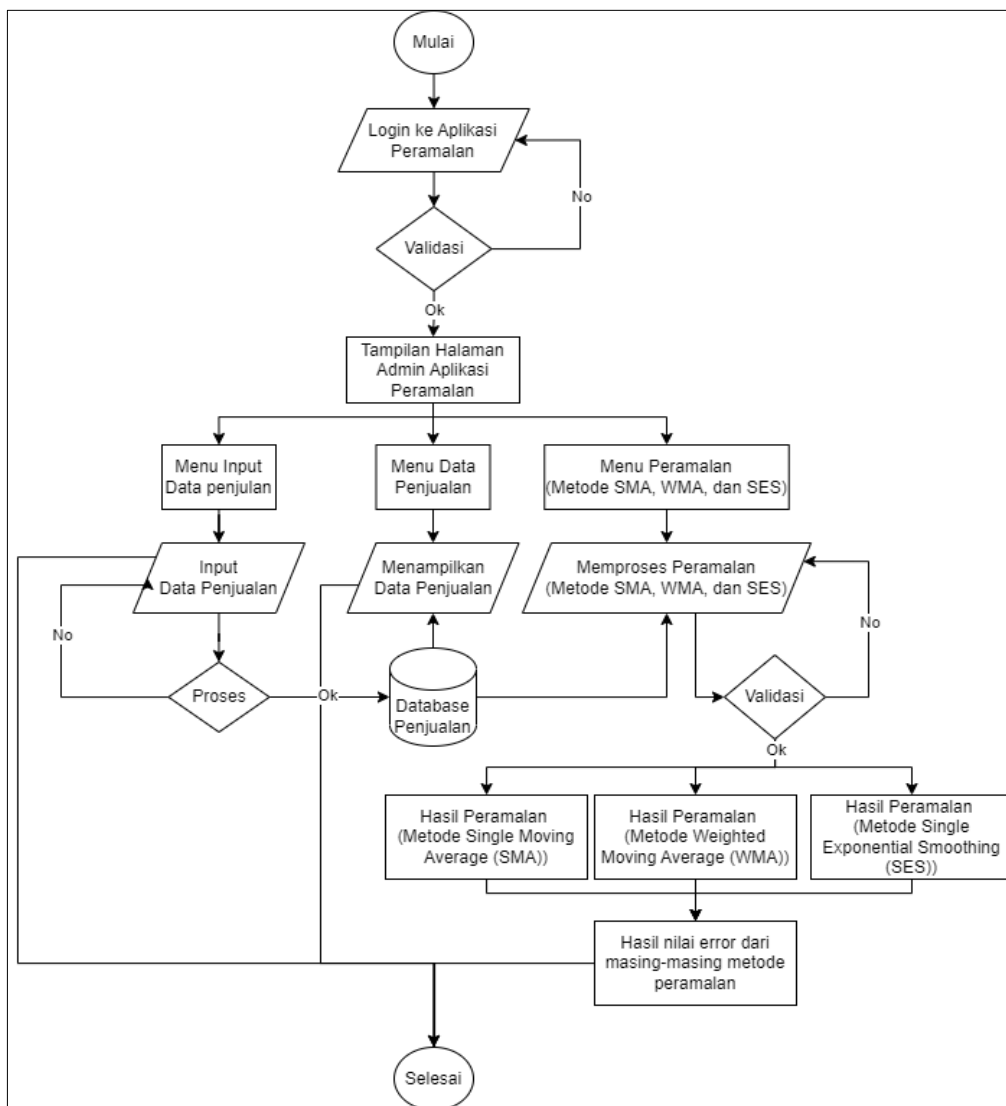 Mulai
Login ke Aplikasi
Peramalan
No
Validasi
Ok
Tampilan Halaman
Admin Aplikasi
Peramalan
Menu Input
Data penjulan
Menu Data
Penjualan
Menu Peramalan
(Metode SMA, WMA, dan SES)
Input
Data Penjualan
Menampilkan
Data Penjualan
Memproses Peramalan
(Metode SMA, WMA, dan SES)
No
No
Proses
Ok
Database
Penjualan
Validasi
Ok
Hasil Peramalan
(Metode Single Moving
Average (SMA))
Hasil Peramalan
(Metode Weighted
Moving Average (WMA))
Hasil Peramalan
(Metode Single
Exponential Smoothing
(SES))
Hasil nilai error dari
masing-masing metode
peramalan
Selesai